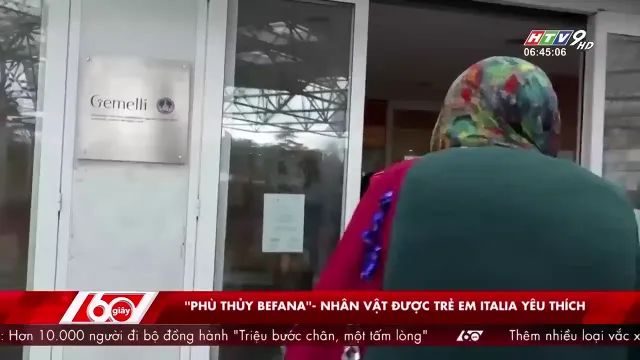 HTV9 HD
06:45:06
Gemelli
60 giây
"PHÙ THỦY BEFANA"- NHÂN VẬT ĐƯỢC TRẺ EM ITALIA YÊU THÍCH
: Hơn 10.000 người đi bộ đồng hành "Triệu bước chân, một tấm lòng"
60
Thêm nhiều loại vắc x